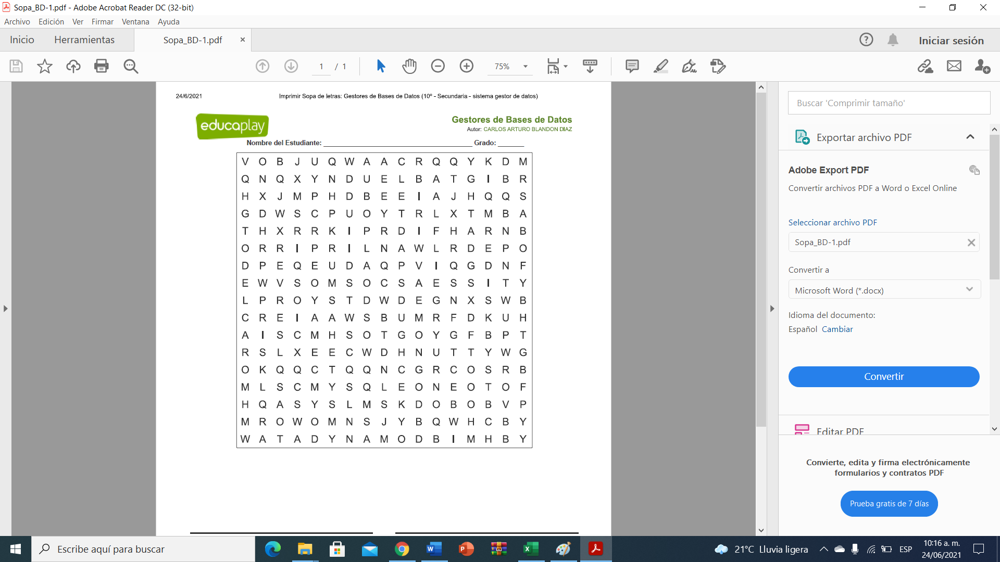 Sopa_BD-1.pdf - Adobe Acrobat Reader DC (32-bit)
Archivo Edición Ver Firmar Ventana Ayuda
Inicio Herramientas Sopa_BD-1.pdf × Iniciar sesión
1 / 1 75%
24/6/2021 Imprimir Sopa de letras: Gestores de Bases de Datos (10º - Secundaria - sistema gestor de datos)
educaplay
Gestores de Bases de Datos
Autor: CARLOS ARTURO BLANDON DIAZ
Nombre del Estudiante: ______ Grado: ______
V O B J U Q W A A C R Q Q Y K D M
Q N Q X Y N D U E L B A T G I B R
H X J M P H D B E E I A J H Q Q S
G D W S C P U O Y T R L X T M B A
T H X R R K I P R D I F H A R N B
O R R I P R I L N A W L R D E P O
D P E Q E U D A Q P V I Q G D N F
E W V S O M S O C S A E S S I T Y
L P R O Y S T D W D E G N X S W B
C R E I A A W S B U M R F D K U H
A I S C M H S O T G O Y G F B P T
R S L X E E C W D H N U T T Y W G
O K Q Q C T Q Q N C G R C O S R B
M L S C M Y S Q L E O N E O T O F
H Q A S Y S L M S K D O B O B V P
M R O W O M N S J Y B Q W H C B Y
W A T A D Y N A M O D B I M H B Y
Buscar 'Comprimir tamaño'
Exportar archivo PDF
Adobe Export PDF
Convertir archivos PDF a Word o Excel Online
Seleccionar archivo PDF
Sopa_BD-1.pdf
Convertir a
Microsoft Word (*.docx)
Idioma del documento:
Español Cambiar
Convertir
Editar PDF
Convierte, edita y firma electrónicamente
formularios y contratos PDF
Prueba gratis de 7 días
Escribe aquí para buscar
21°C Lluvia ligera ESP
10:16 a. m.
24/06/2021